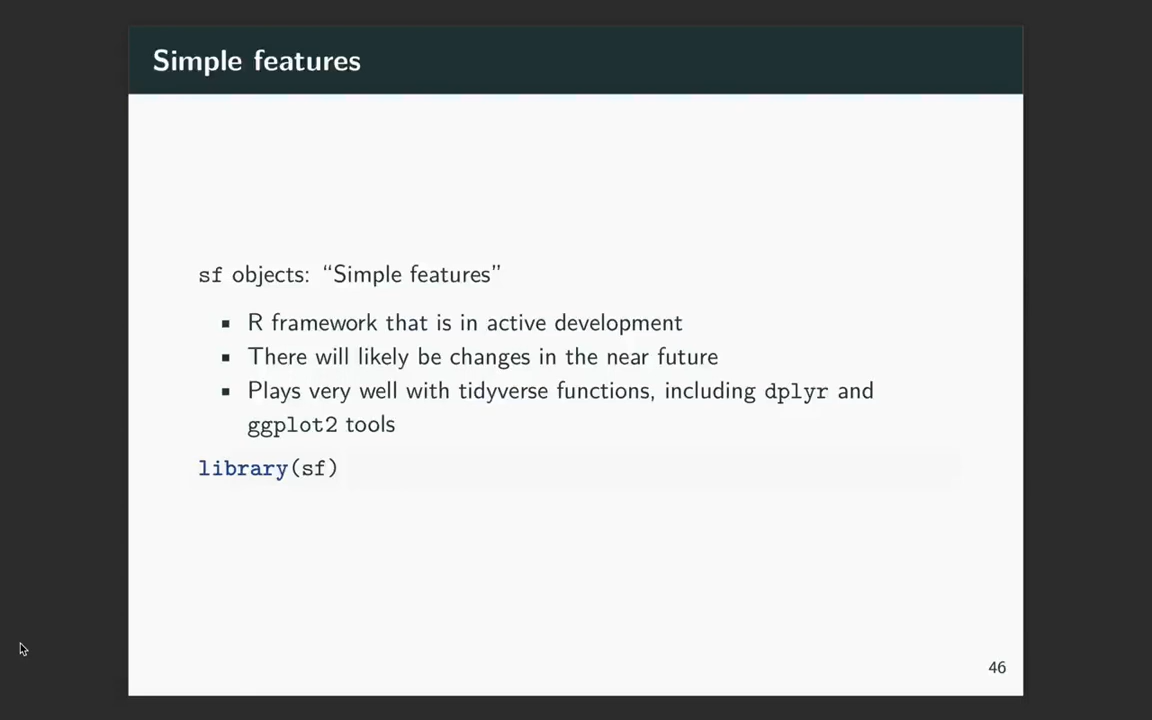 Simple features
sf objects: “Simple features”
▪ R framework that is in active development
▪ There will likely be changes in the near future
▪ Plays very well with tidyverse functions, including dplyr and
ggplot2 tools
library(sf)
46